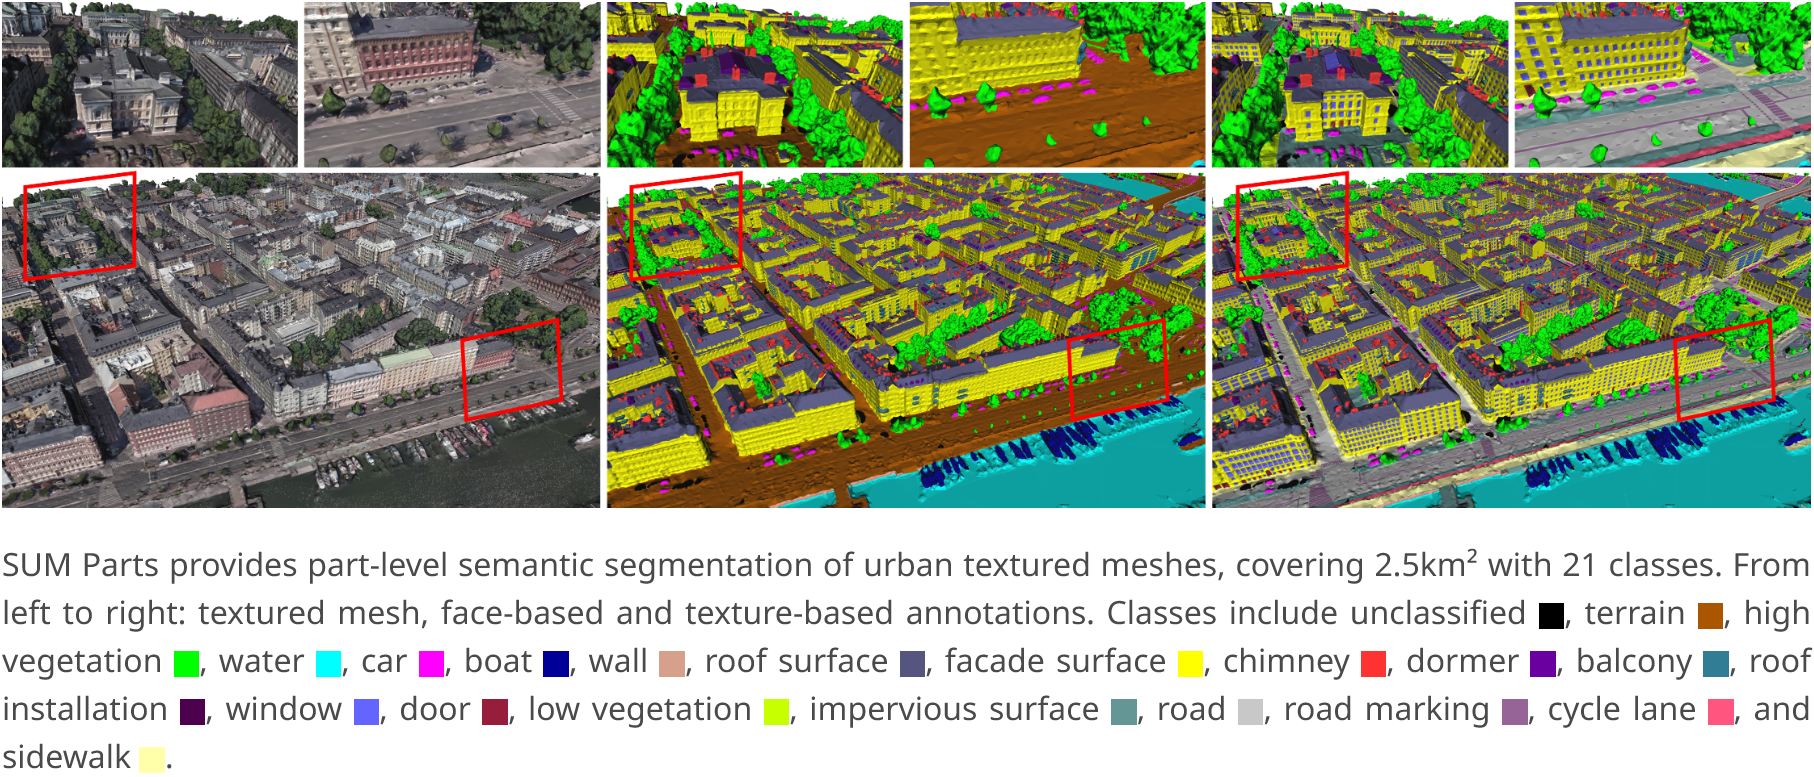 SUM Parts provides part-level semantic segmentation of urban textured meshes, covering 2.5km² with 21 classes. From
left to right: textured mesh, face-based and texture-based annotations. Classes include unclassified , terrain , high
vegetation , water , car , boat , wall , roof surface , facade surface , chimney , dormer , balcony , roof
installation , window , door , low vegetation , impervious surface , road , road marking , cycle lane , and
sidewalk .